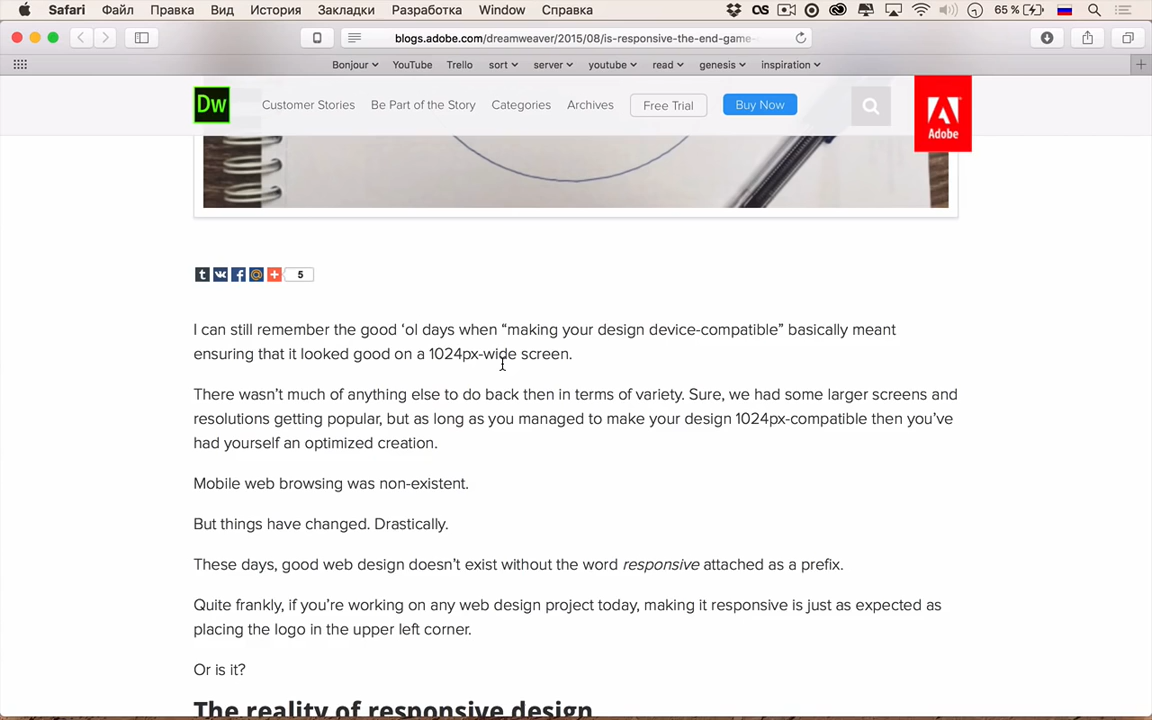 Safari Файл Правка Вид История Закладки Разработка Window Справка 65 %
blogs.adobe.com/dreamweaver/2015/08/is-responsive-the-end-game-
Bonjour YouTube Trello sort server youtube read genesis inspiration
Dw Customer Stories Be Part of the Story Categories Archives Free Trial Buy Now Adobe
5
I can still remember the good ‘ol days when “making your design device-compatible” basically meant
ensuring that it looked good on a 1024px-wide screen.
There wasn’t much of anything else to do back then in terms of variety. Sure, we had some larger screens and
resolutions getting popular, but as long as you managed to make your design 1024px-compatible then you’ve
had yourself an optimized creation.
Mobile web browsing was non-existent.
But things have changed. Drastically.
These days, good web design doesn’t exist without the word responsive attached as a prefix.
Quite frankly, if you’re working on any web design project today, making it responsive is just as expected as
placing the logo in the upper left corner.
Or is it?
The reality of responsive design